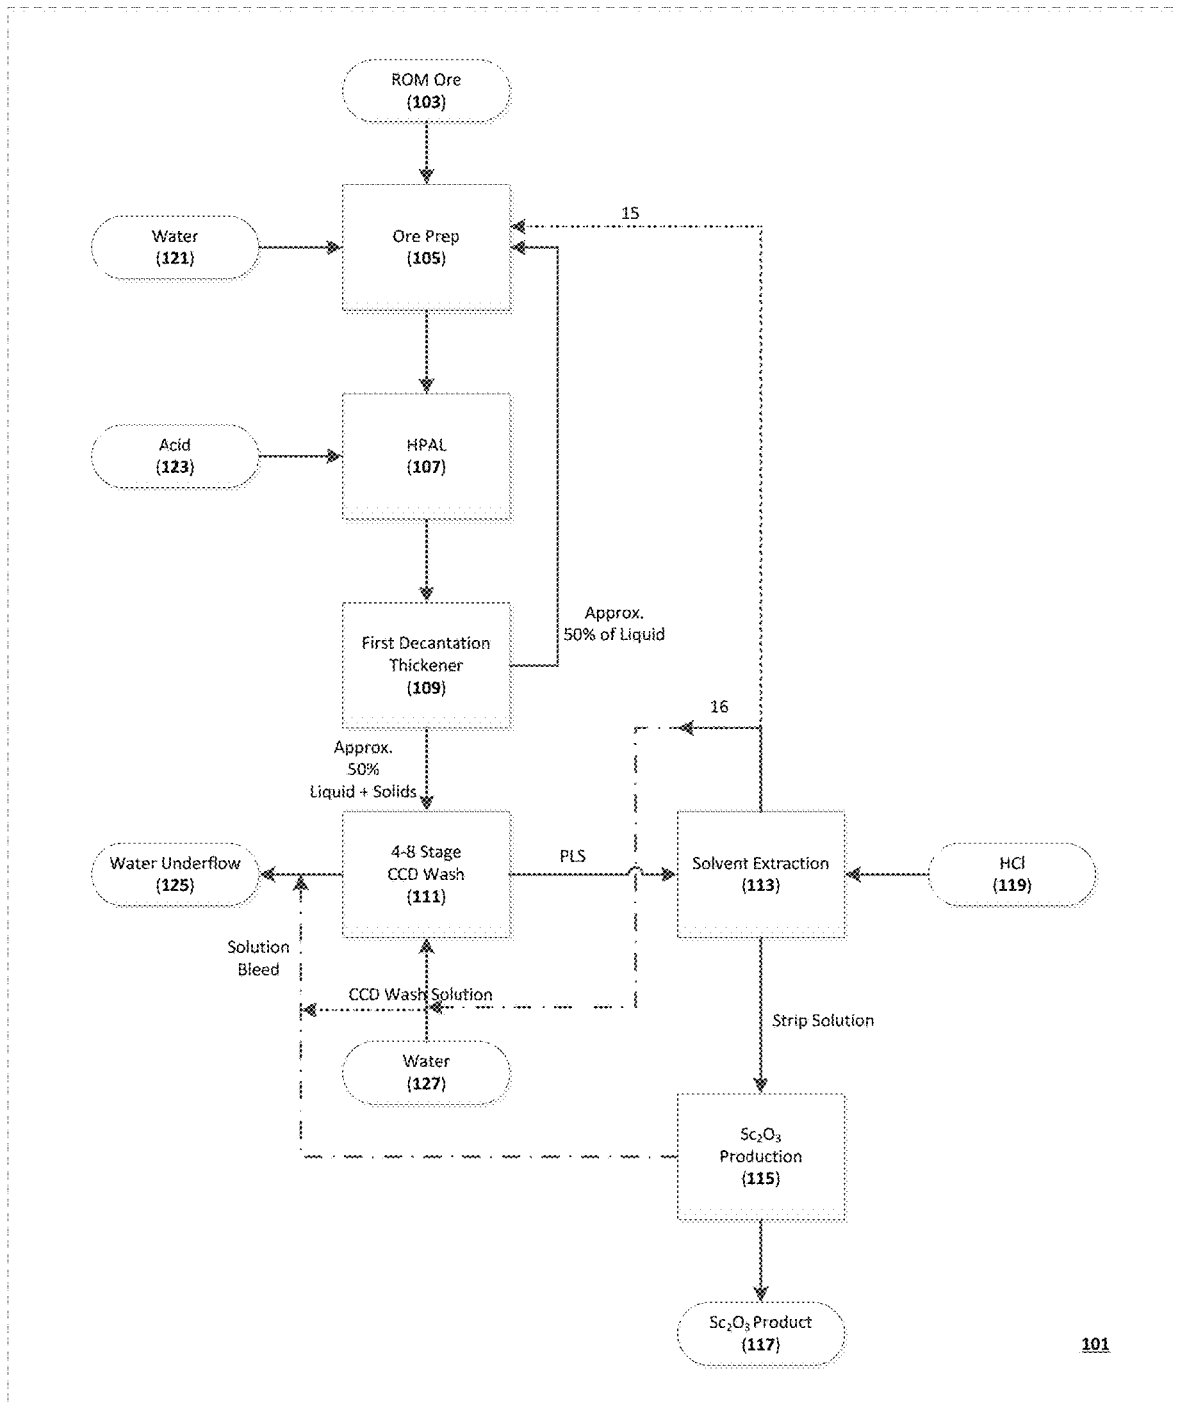 ROM Ore
(103)
15
Water
(121)
Ore Prep
(105)
Acid
(123)
HPAL
(107)
Approx.
50% of Liquid
First Decantation
Thickener
(109)
16
Approx.
50%
Liquid + Solids
Water Underflow
(125)
4-8 Stage
CCD Wash
(111)
PLS
Solvent Extraction
(113)
HCl
(119)
Solution
Bleed
CCD Wash Solution
Strip Solution
Water
(127)
Sc₂O₃
Production
(115)
Sc₂O₃ Product
(117)
101